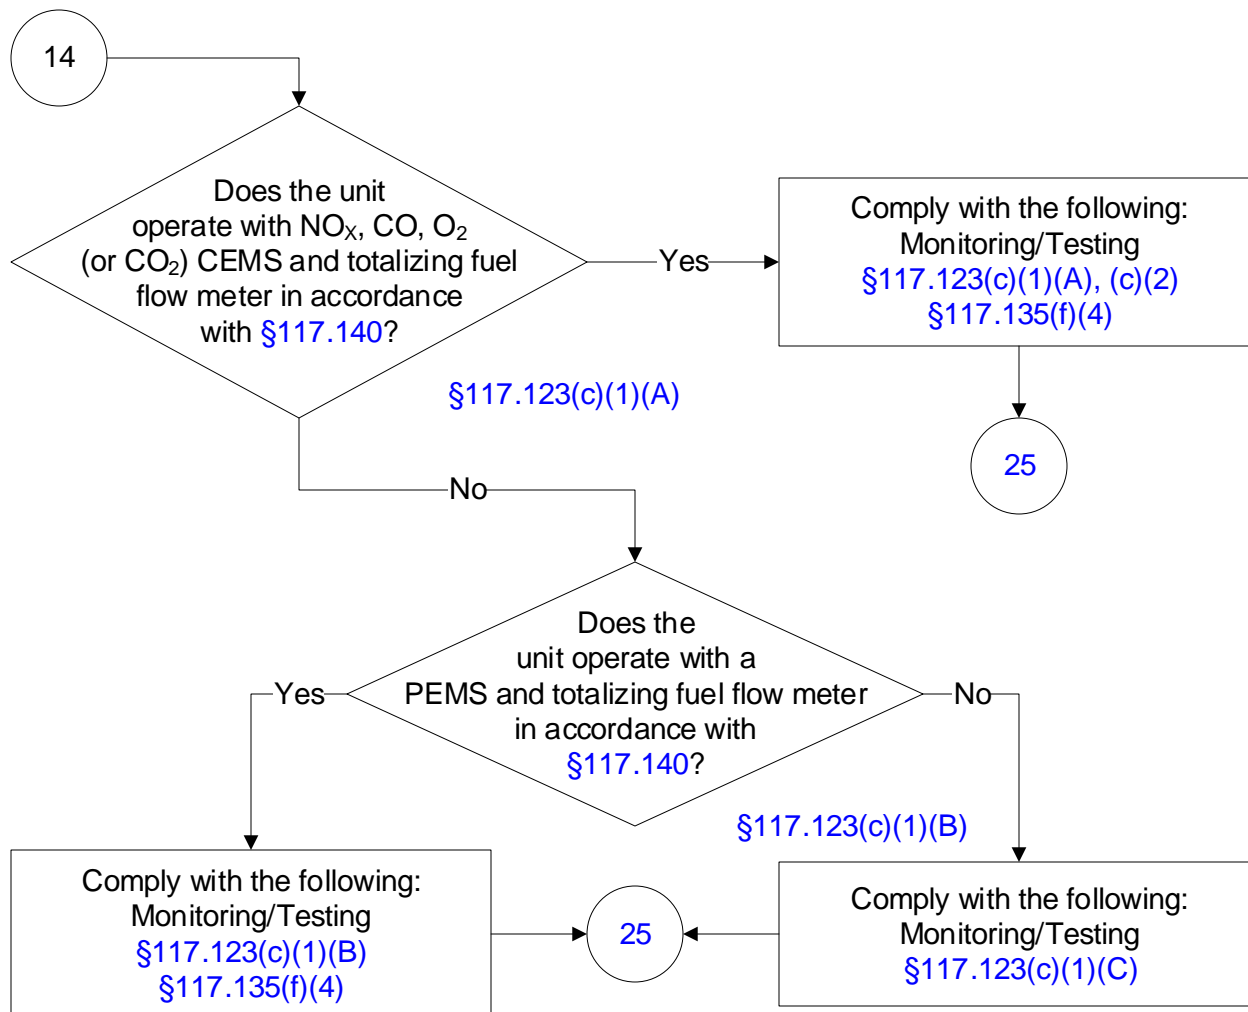 14
Does the unit
operate with NOX, CO, O2
(or CO2) CEMS and totalizing fuel
flow meter in accordance
with §117.140?
Yes
Comply with the following:
Monitoring/Testing
§117.123(c)(1)(A), (c)(2)
§117.135(f)(4)
§117.123(c)(1)(A)
25
No
Does the
unit operate with a
PEMS and totalizing fuel flow meter
in accordance with
§117.140?
Yes
No
§117.123(c)(1)(B)
Comply with the following:
Monitoring/Testing
§117.123(c)(1)(B)
§117.135(f)(4)
25
Comply with the following:
Monitoring/Testing
§117.123(c)(1)(C)